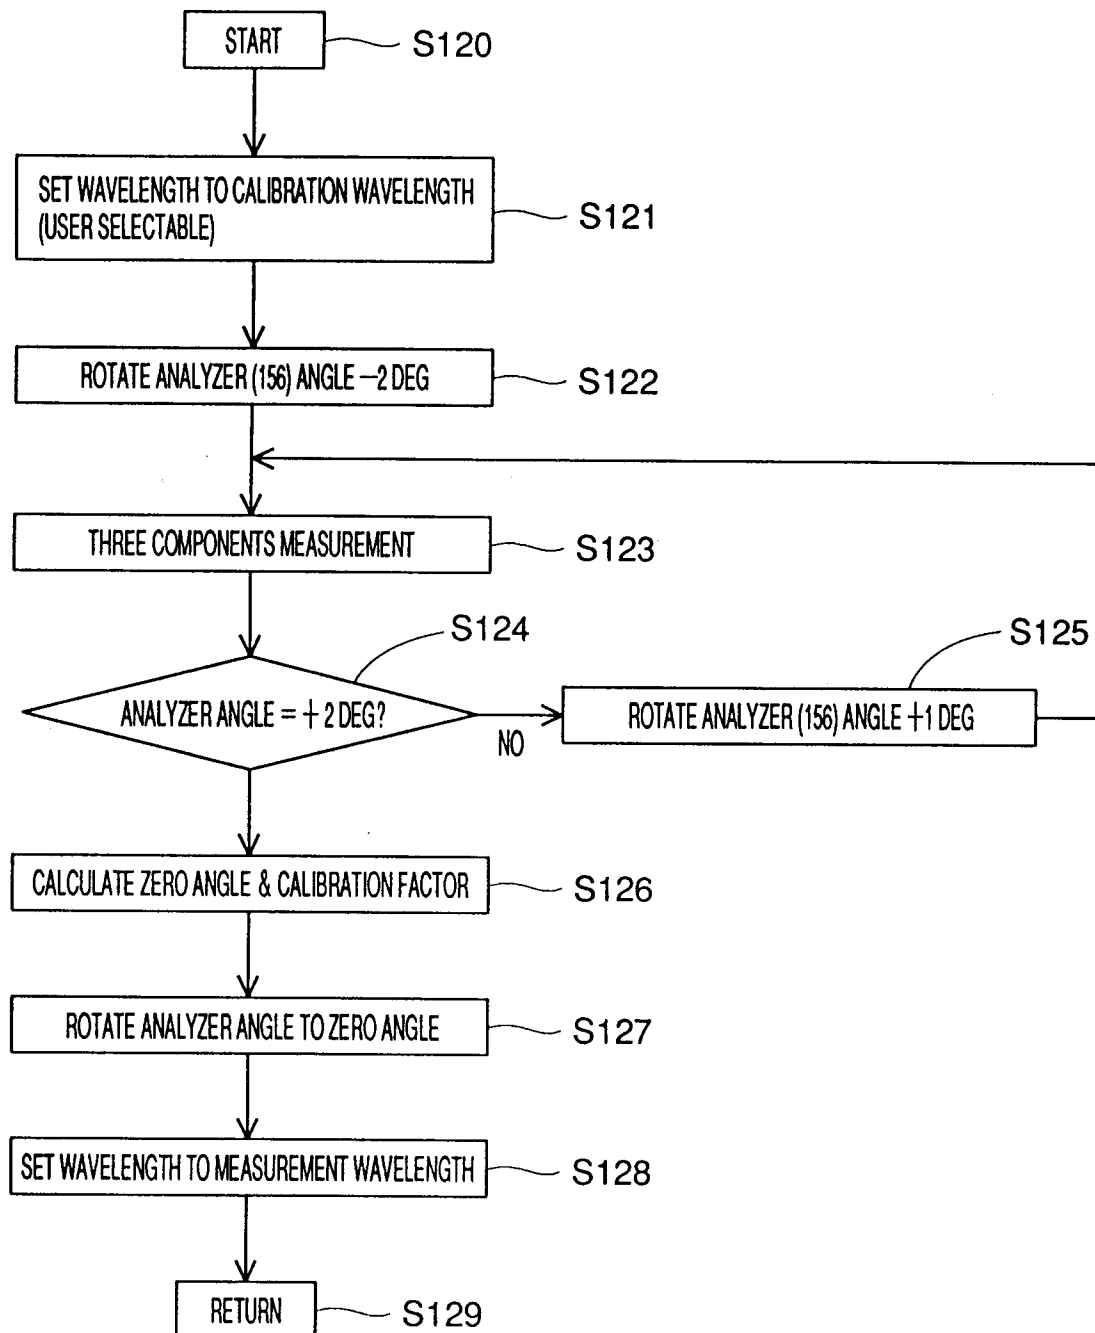 START
S120
SET WAVELENGTH TO CALIBRATION WAVELENGTH
(USER SELECTABLE)
S121
ROTATE ANALYZER (156) ANGLE −2 DEG
S122
THREE COMPONENTS MEASUREMENT
S123
S124
S125
ANALYZER ANGLE = + 2 DEG?
NO
ROTATE ANALYZER (156) ANGLE +1 DEG
CALCULATE ZERO ANGLE & CALIBRATION FACTOR
S126
ROTATE ANALYZER ANGLE TO ZERO ANGLE
S127
SET WAVELENGTH TO MEASUREMENT WAVELENGTH
S128
RETURN
S129